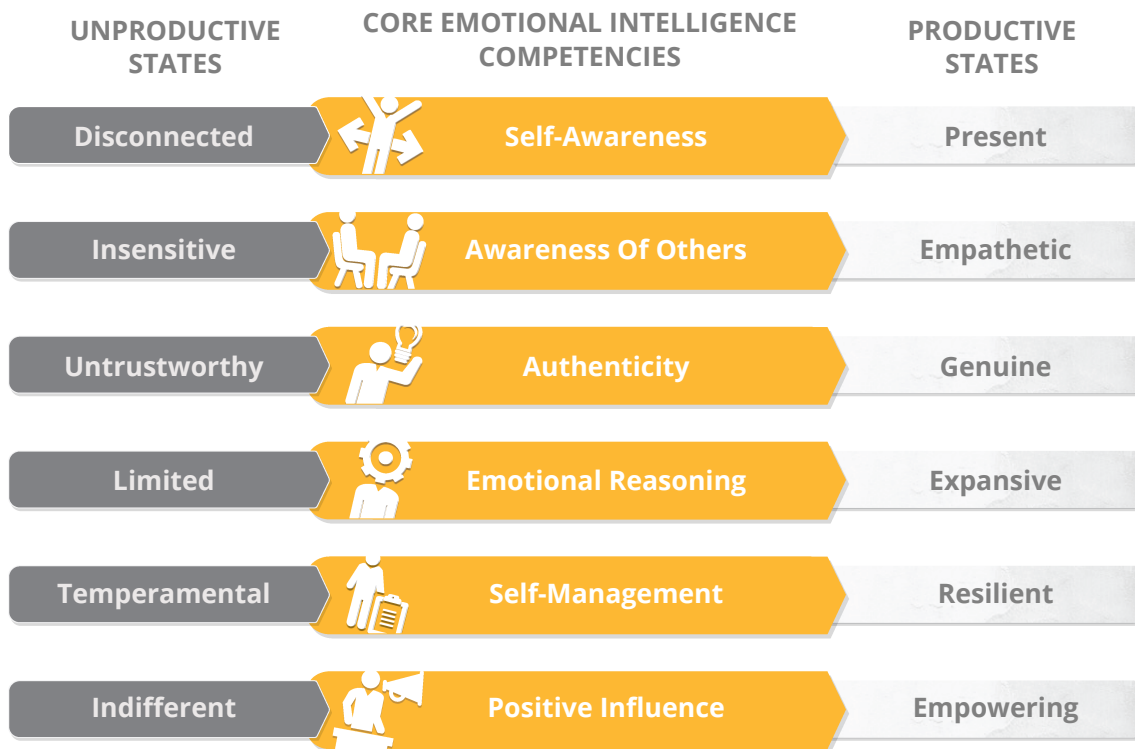 UNPRODUCTIVE
STATES
CORE EMOTIONAL INTELLIGENCE
COMPETENCIES
PRODUCTIVE
STATES
Disconnected
Self-Awareness
Present
Insensitive
Awareness Of Others
Empathetic
Untrustworthy
Authenticity
Genuine
Limited
Emotional Reasoning
Expansive
Temperamental
Self-Management
Resilient
Indifferent
Positive Influence
Empowering